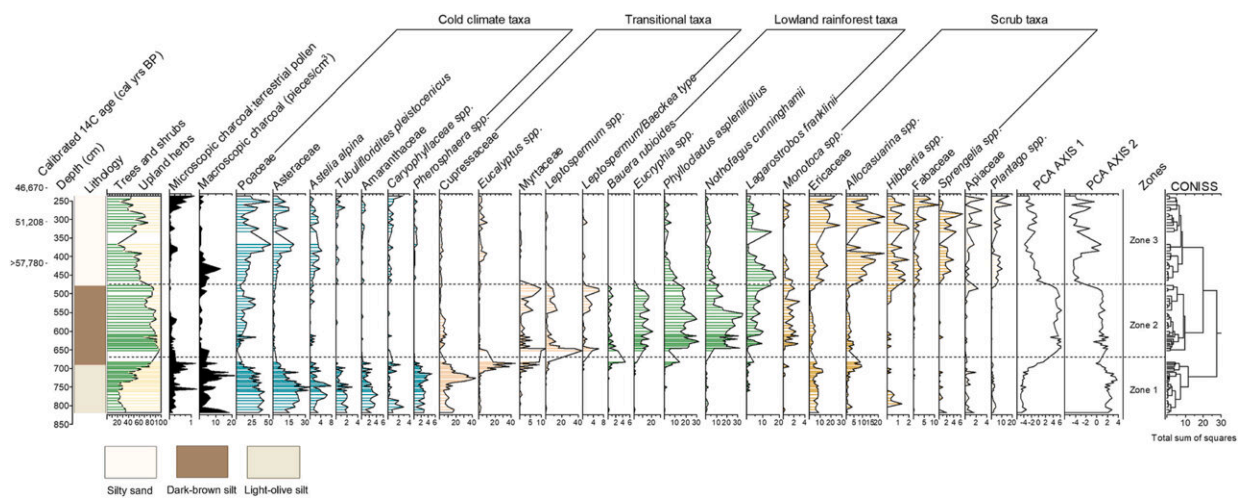 Cold climate taxa
Transitional taxa
Lowland rainforest taxa
Scrub taxa
Calibrated 14C age (cal yrs BP)
Depth (cm)
Lithology
Trees and shrubs
Upland herbs
Microscopic charcoal:terrestrial pollen
Macroscopic charcoal (pieces/cm³)
Poaceae
Asteraceae
Astelia alpina
Tubulifloridites pleistocenicus
Amaranthaceae
Caryophyllaceae spp.
Pherosphaera spp.
Cupressaceae
Eucalyptus spp.
Myrtaceae
Leptospermum spp.
Leptospermum/Baeckea type
Bauera rubioides
Eucryphia spp.
Phyllocladus aspleniifolius
Nothofagus cunninghamii
Lagarostrobos franklinii
Monotoca spp.
Ericaceae
Allocasuarina spp.
Hibbertia spp.
Fabaceae
Sprengelia spp.
Apiaceae
Plantago spp.
PCA AXIS 1
PCA AXIS 2
Zones
CONISS
46,670-
51,208 -
>57,780-
250
300
350
400
450
500
550
600
650
700
750
800
850
Zone 3
Zone 2
Zone 1
20 40 60 80 100
1
10 20
50
15 30
4 8
2 4
2 4
2 4
4 8
20 40
20 40
5 10
20 40
4 8
2 4 6
20
10 20 30
10 20 30
10 20
2 4
10 20 30
5 10 15 20
1 2
5 10
2 4 6
2 4
10 20
-4 -2 0 2 4 6
-4 -2 0 2 4
0 10 20 30
Total sum of squares
Silty sand
Dark-brown silt
Light-olive silt